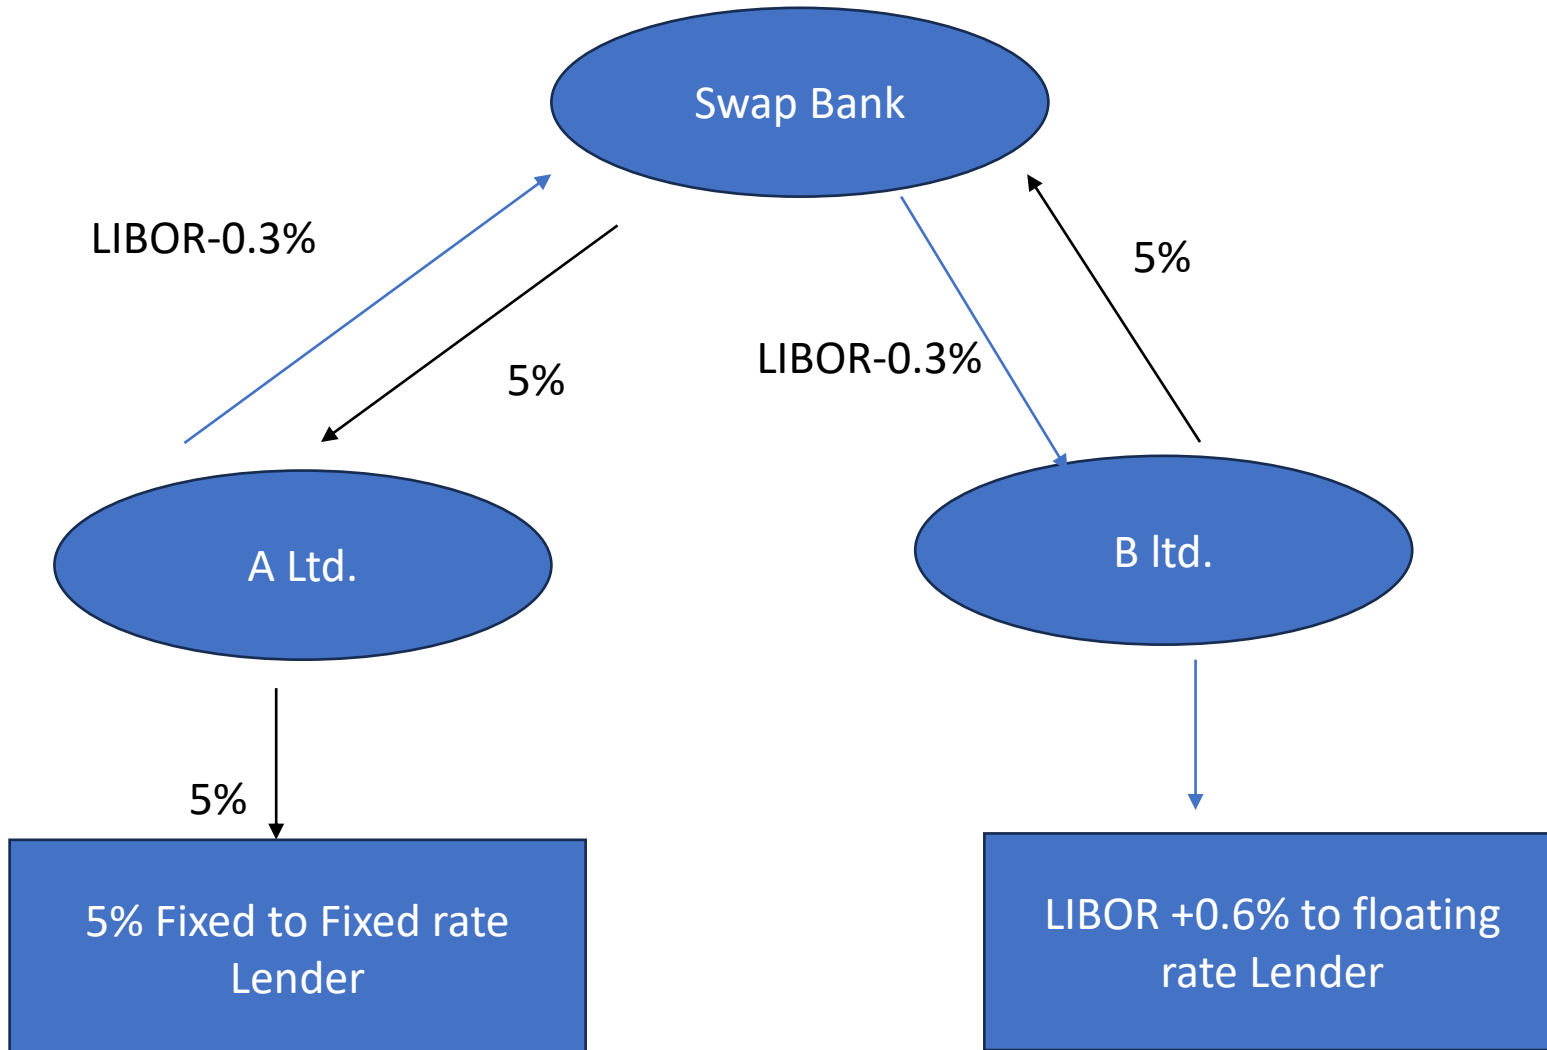 Swap Bank
LIBOR-0.3%
5%
5%
LIBOR-0.3%
A Ltd.
B ltd.
5%
5% Fixed to Fixed rate
Lender
LIBOR +0.6% to floating
rate Lender